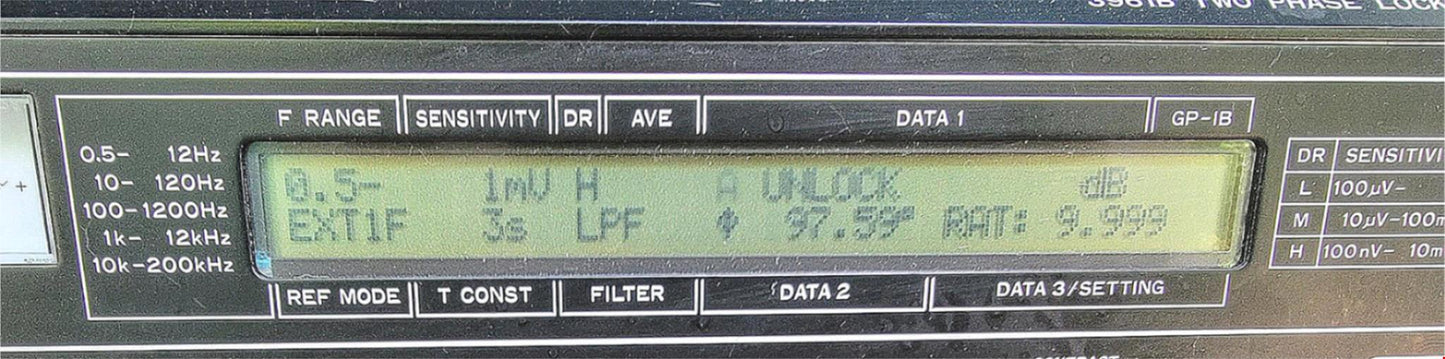 3961B TWO PHASE LOCK
F RANGE SENSITIVITY DR AVE DATA 1 GP-IB
0.5- 12Hz
10- 120Hz
100-1200Hz
1k- 12kHz
10k-200kHz
0.5- 1mV H A UNLOCK dB
EXT1F 3s LPF ϕ 97.59° RAT: 9.999
REF MODE T CONST FILTER DATA 2 DATA 3/SETTING
DR SENSITIVI
L 100µV-
M 10µV-100m
H 100nV- 10m
CONTRACT